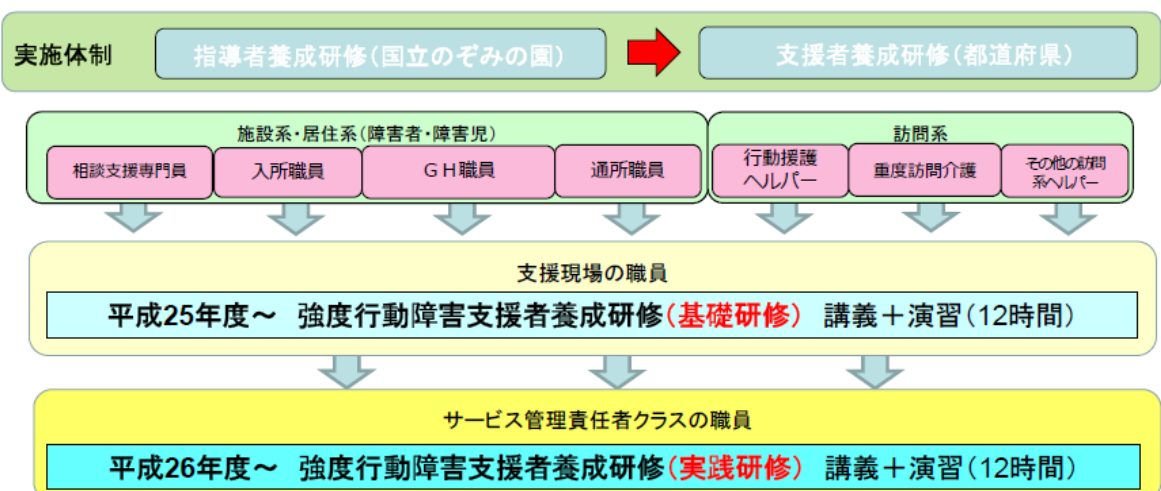 実施体制
指導者養成研修(国立のぞみの園)
支援者養成研修(都道府県)
施設系・居住系(障害者・障害児)
相談支援専門員
入所職員
GH職員
通所職員
訪問系
行動援護
ヘルパー
重度訪問介護
その他の訪問
系ヘルパー
支援現場の職員
平成25年度~ 強度行動障害支援者養成研修(基礎研修) 講義+演習(12時間)
サービス管理責任者クラスの職員
平成26年度~ 強度行動障害支援者養成研修(実践研修) 講義+演習(12時間)